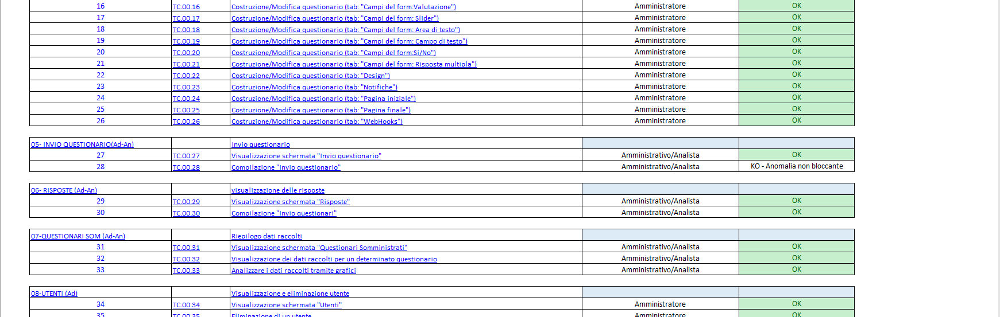 16 TC.00.16 Costruzione/Modifica questionario (tab: "Campi del form:Valutazione") Amministratore OK
17 TC.00.17 Costruzione/Modifica questionario (tab: "Campi del form: Slider") Amministratore OK
18 TC.00.18 Costruzione/Modifica questionario (tab: "Campi del form: Area di testo") Amministratore OK
19 TC.00.19 Costruzione/Modifica questionario (tab: "Campi del form: Campo di testo") Amministratore OK
20 TC.00.20 Costruzione/Modifica questionario (tab: "Campi del form:Si/No") Amministratore OK
21 TC.00.21 Costruzione/Modifica questionario (tab: "Campi del form: Risposta multipla) Amministratore OK
22 TC.00.22 Costruzione/Modifica questionario (tab: "Design") Amministratore OK
23 TC.00.23 Costruzione/Modifica questionario (tab: "Notifiche") Amministratore OK
24 TC.00.24 Costruzione/Modifica questionario (tab: "Pagina iniziale") Amministratore OK
25 TC.00.25 Costruzione/Modifica questionario (tab: "Pagina finale") Amministratore OK
26 TC.00.26 Costruzione/Modifica questionario (tab: "WebHooks") Amministratore OK
05- INVIO QUESTIONARIO(Ad-An) Invio questionario
27 TC.00.27 Visualizzazione schermata "Invio questionario" Amministrativo/Analista OK
28 TC.00.28 Compilazione "Invio questionario" Amministrativo/Analista KO - Anomalia non bloccante
06- RISPOSTE (Ad-An) visualizzazione delle risposte
29 TC.00.29 Visualizzazione schermata "Risposte" Amministrativo/Analista OK
30 TC.00.30 Compilazione "Invio questionari" Amministrativo/Analista OK
07-QUESTIONARI SOM (Ad-An) Riepilogo dati raccolti
31 TC.00.31 Visualizzazione schermata "Questionari Somministrati" Amministrativo/Analista OK
32 TC.00.32 Visualizzazione dei dati raccolti per un determinato questionario Amministrativo/Analista OK
33 TC.00.33 Analizzare i dati raccolti tramite grafici Amministrativo/Analista OK
08-UTENTI (Ad) Visualizzazione e eliminazione utente
34 TC.00.34 Visualizzazione schermata "Utenti" Amministratore OK
35 TC.00.35 Eliminazione di un utente Amministratore OK